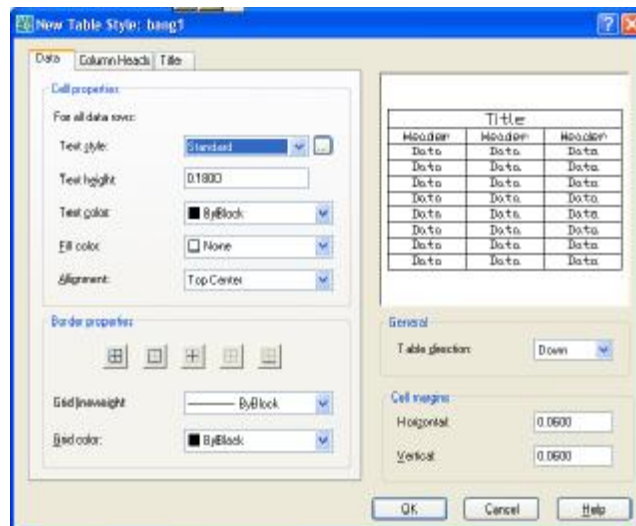 New Table Style: bang1
Data Column Heads Title
Cell properties
For all data rows:
Text style: Standard ...
Text height: 0.1800
Text color: ByBlock
Fill color: None
Alignment: Top Center
Border properties
Grid lineweight: ByBlock
Grid color: ByBlock
Title
Header Header Header
Data Data Data
Data Data Data
Data Data Data
Data Data Data
Data Data Data
Data Data Data
Data Data Data
Data Data Data
General
Table direction: Down
Cell margins
Horizontal: 0.0600
Vertical: 0.0600
OK Cancel Help